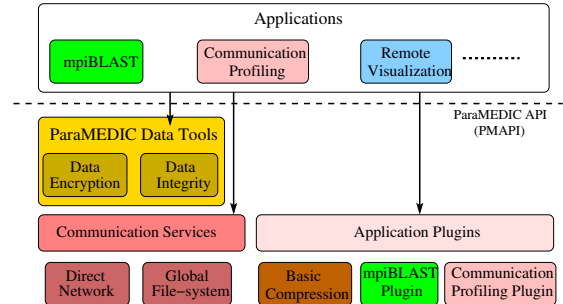 Applications
mpiBLAST
Communication
Profiling
Remote
Visualization
ParaMEDIC API
(PMAPI)
ParaMEDIC Data Tools
Data
Encryption
Data
Integrity
Communication Services
Application Plugins
Direct
Network
Global
File-system
Basic
Compression
mpiBLAST
Plugin
Communication
Profiling Plugin